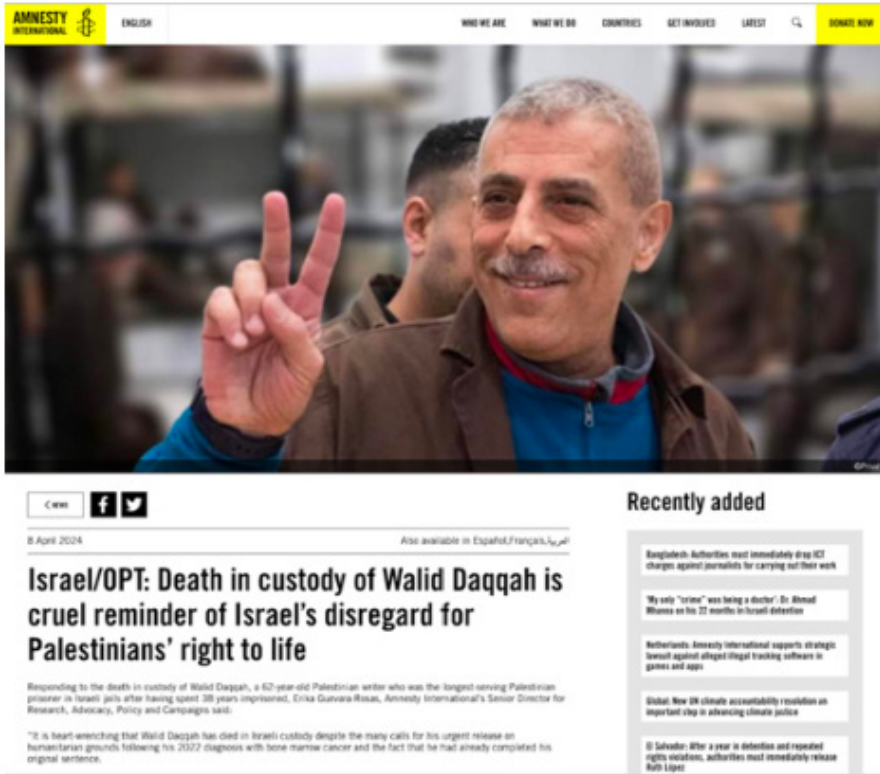 AMNESTY
INTERNATIONAL
ENGLISH
WHO WE ARE
WHAT WE DO
COUNTRIES
GET INVOLVED
LATEST
DONATE NOW
< NEWS
8 April 2024
Also available in Español,Français,العربية
Israel/OPT: Death in custody of Walid Daqqah is
cruel reminder of Israel’s disregard for
Palestinians’ right to life
Responding to the death in custody of Walid Daqqah, a 62-year-old Palestinian writer who was the longest-serving Palestinian
prisoner in Israeli jails after having spent 38 years imprisoned, Erika Guevara-Rosas, Amnesty International’s Senior Director for
Research, Advocacy, Policy and Campaigns said:
“It is heart-wrenching that Walid Daqqah has died in Israeli custody despite the many calls for his urgent release on
humanitarian grounds following his 2022 diagnosis with bone marrow cancer and the fact that he had already completed his
original sentence.
Recently added
Bangladesh: Authorities must immediately drop ICT
charges against journalists for carrying out their work
‘My only “crime” was being a doctor’: Dr. Ahmad
Mhanna on his 22 months in Israeli detention
Netherlands: Amnesty International supports strategic
lawsuit against alleged illegal tracking software in
games and apps
Global: New UN climate accountability resolution an
important step in advancing climate justice
El Salvador: After a year in detention and repeated
rights violations, authorities must immediately release
Ruth López